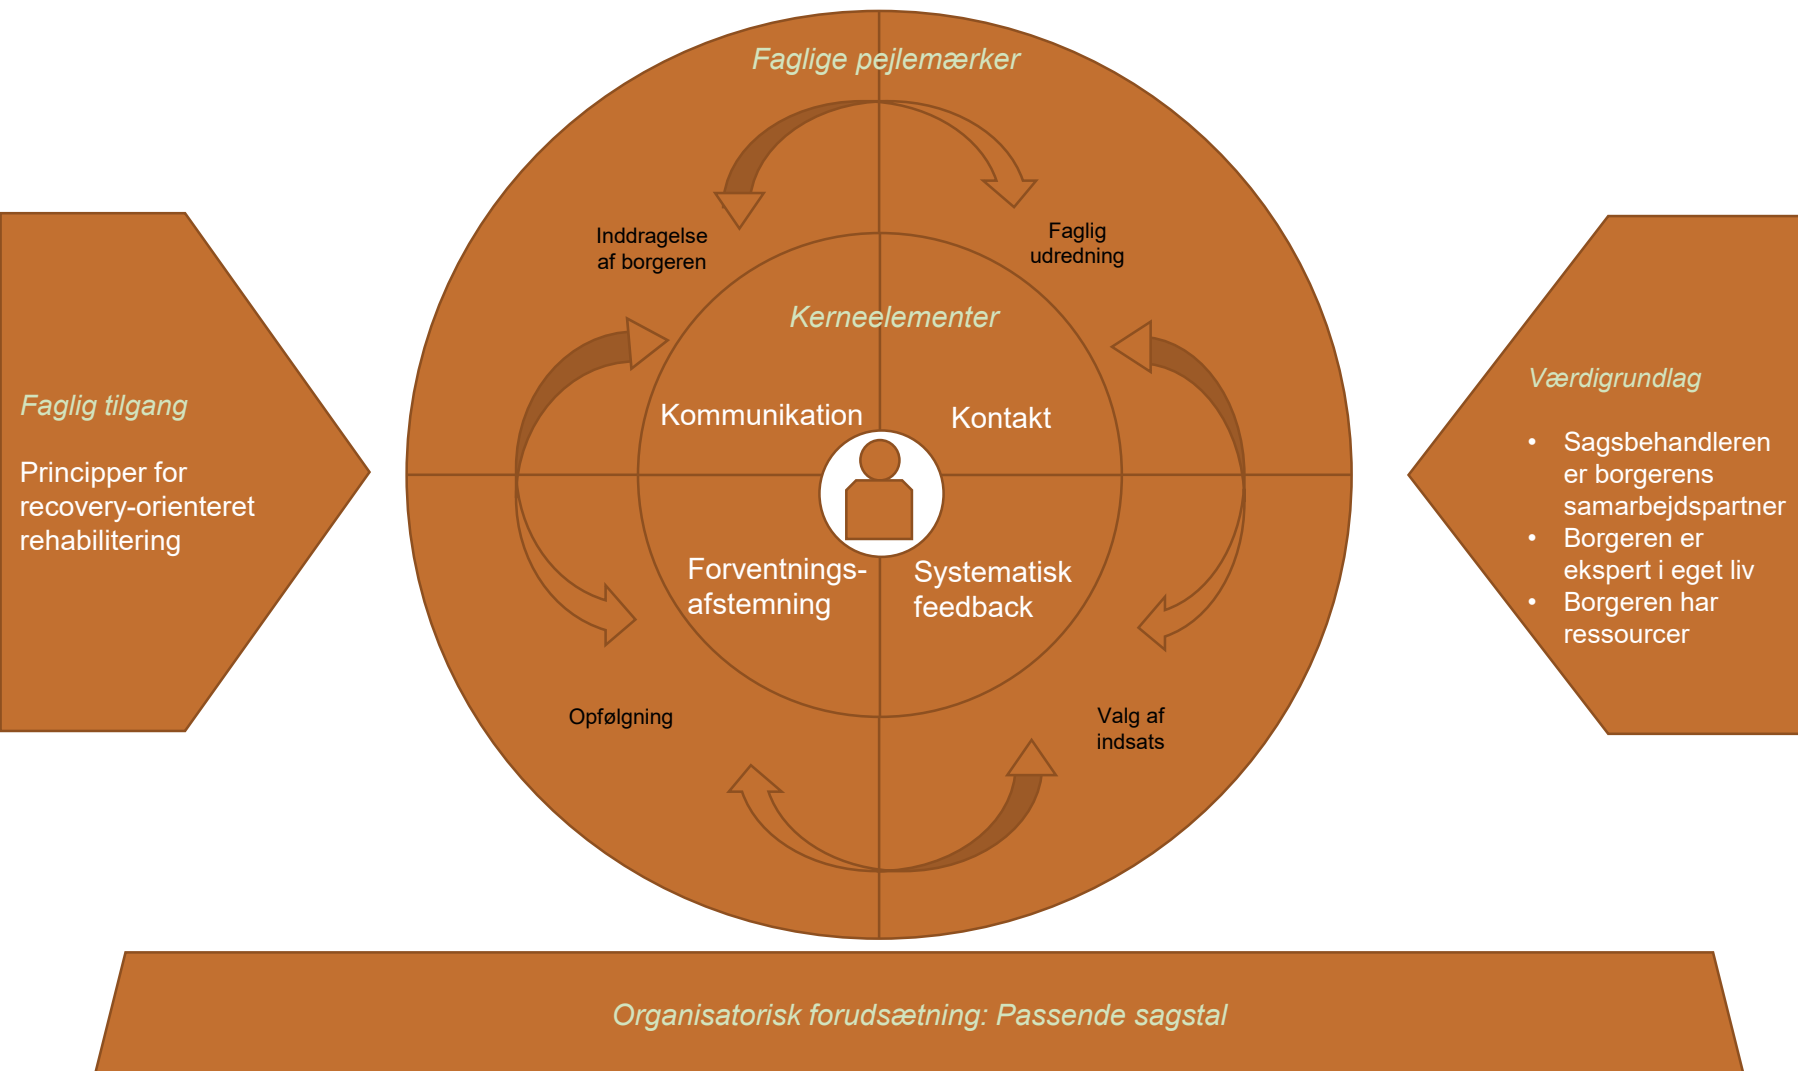 Faglige pejlemærker
Inddragelse
af borgeren
Faglig
udredning
Kerneelementer
Kommunikation
Kontakt
Forventnings-
afstemning
Systematisk
feedback
Opfølgning
Valg af
indsats
Faglig tilgang
Principper for
recovery-orienteret
rehabilitering
Værdigrundlag
• Sagsbehandleren
er borgerens
samarbejdspartner
• Borgeren er
ekspert i eget liv
• Borgeren har
ressourcer
Organisatorisk forudsætning: Passende sagstal